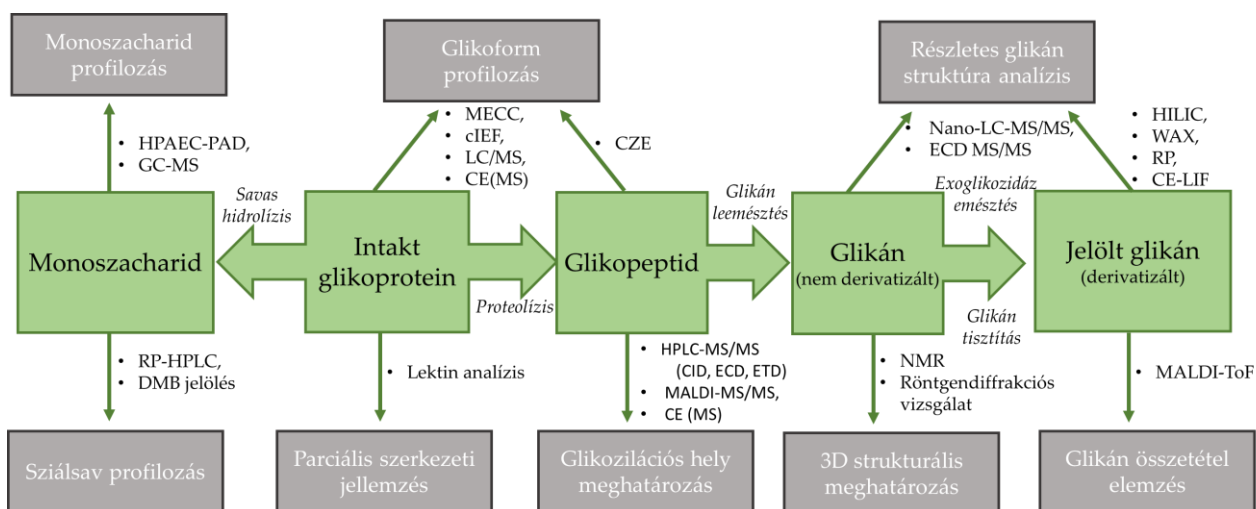 Monoszacharid
profilozás
Glikoform
profilozás
Részletes glikán
struktúra analízis
• HPAEC-PAD,
• GC-MS
• MECC,
• cIEF,
• LC/MS,
• CE(MS)
• CZE
• Nano-LC-MS/MS,
• ECD MS/MS
• HILIC,
• WAX,
• RP,
• CE-LIF
Monoszacharid
Savas
hidrolízis
Intakt
glikoprotein
Proteolízis
Glikopeptid
Glikán
leemésztés
Glikán
(nem derivatizált)
Exoglikozidáz
emésztés
Glikán
tisztítás
Jelölt glikán
(derivatizált)
• RP-HPLC,
• DMB jelölés
• Lektin analízis
• HPLC-MS/MS
(CID, ECD, ETD)
• MALDI-MS/MS,
• CE (MS)
• NMR
• Röntgendiffrakciós
vizsgálat
• MALDI-ToF
Sziálsav profilozás
Parciális szerkezeti
jellemzés
Glikozilációs hely
meghatározás
3D strukturális
meghatározás
Glikán összetétel
elemzés